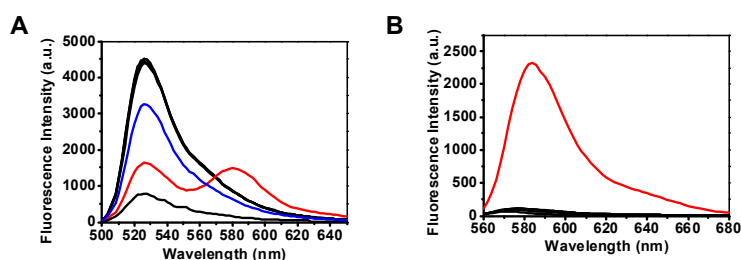 A
Fluorescence Intensity (a.u.)
5000
4000
3000
2000
1000
0
500 520 540 560 580 600 620 640
Wavelength (nm)
B
Fluorescence Intensity (a.u.)
2500
2000
1500
1000
500
0
560 580 600 620 640 660 680
Wavelength (nm)